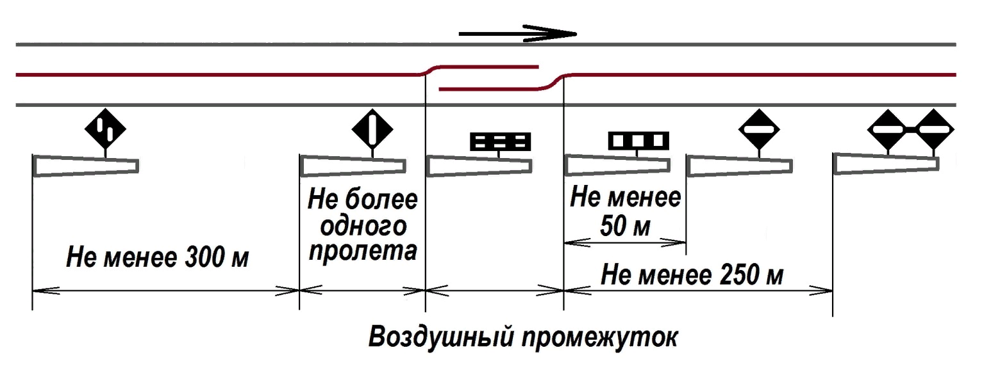 Не менее 300 м
Не более
одного
пролета
Не менее
50 м
Не менее 250 м
Воздушный промежуток